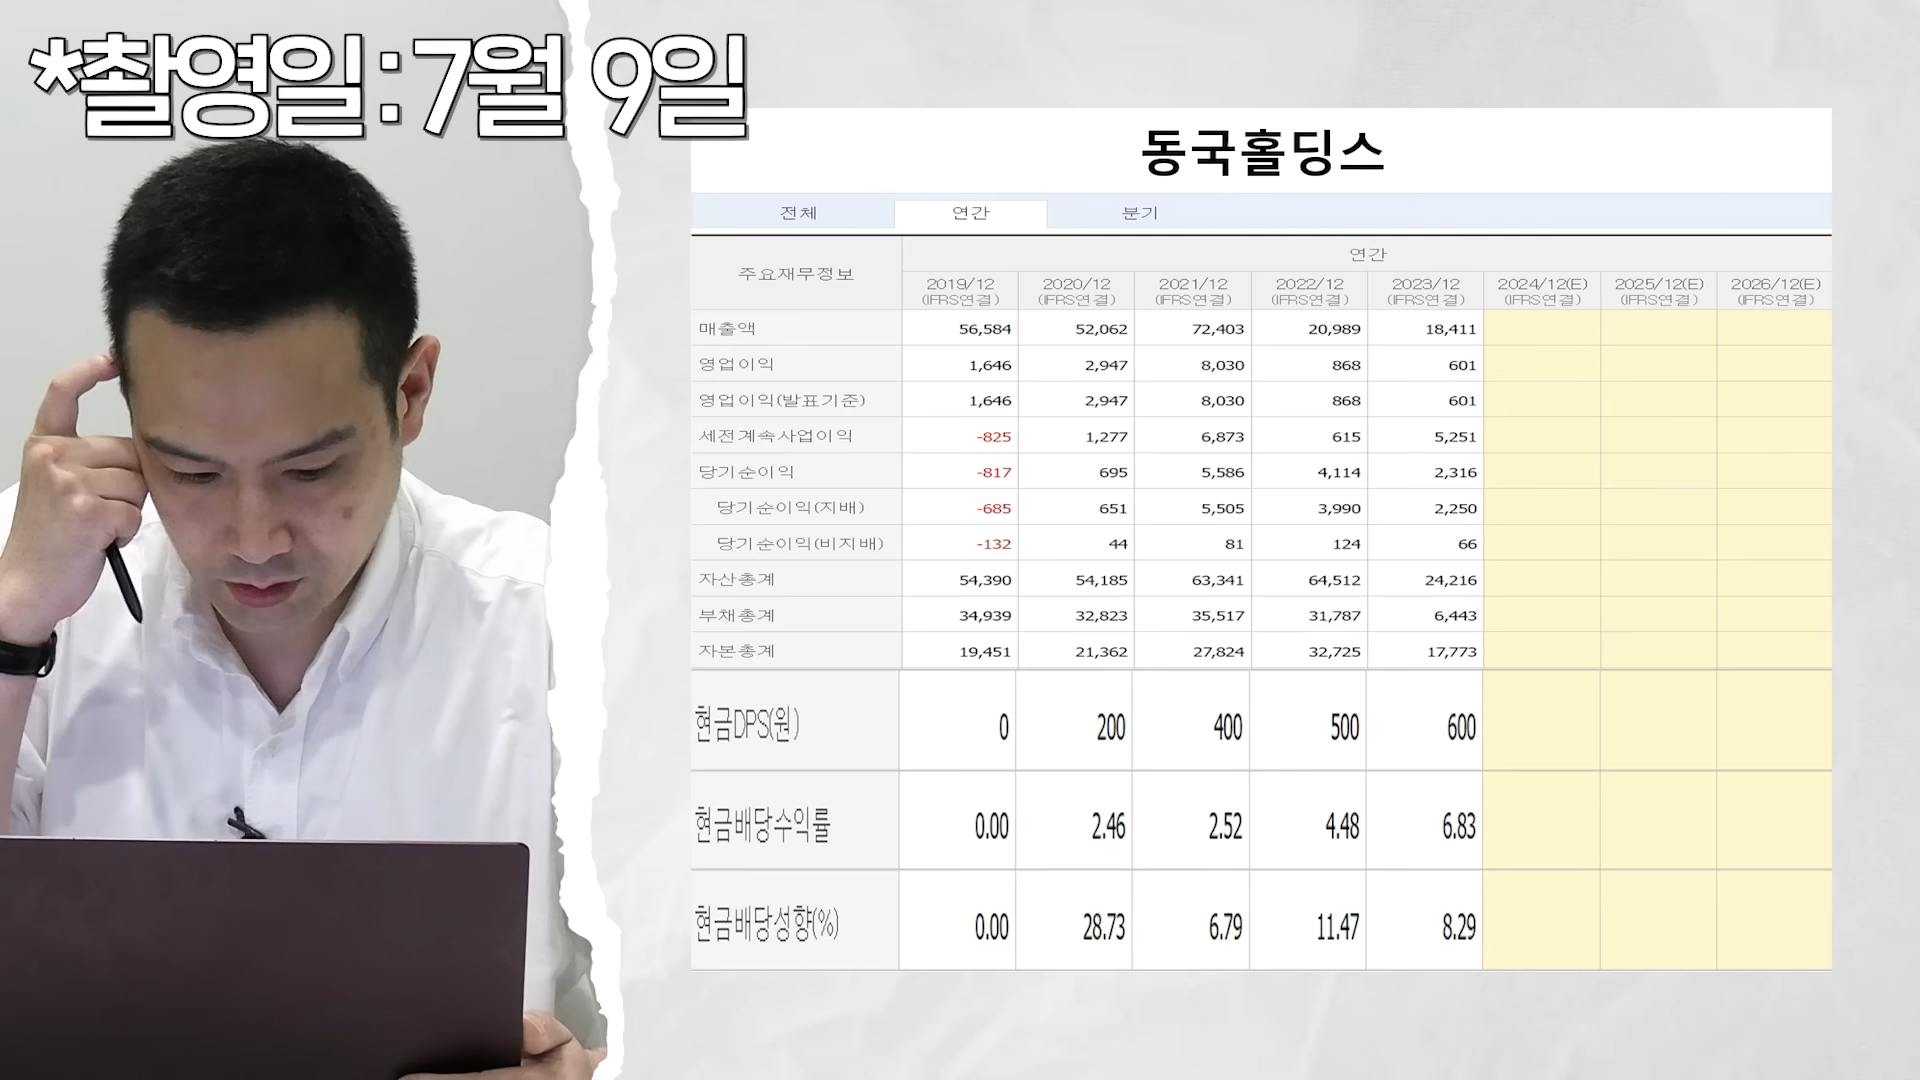 *촬영일:7월 9일
동국홀딩스
전체 연간 분기
주요재무정보 연간
2019/12 2020/12 2021/12 2022/12 2023/12 2024/12(E) 2025/12(E) 2026/12(E)
(IFRS연결) (IFRS연결) (IFRS연결) (IFRS연결) (IFRS연결) (IFRS연결) (IFRS연결) (IFRS연결)
매출액 56,584 52,062 72,403 20,989 18,411
영업이익 1,646 2,947 8,030 868 601
영업이익(발표기준) 1,646 2,947 8,030 868 601
세전계속사업이익 -825 1,277 6,873 615 5,251
당기순이익 -817 695 5,586 4,114 2,316
당기순이익(지배) -685 651 5,505 3,990 2,250
당기순이익(비지배) -132 44 81 124 66
자산총계 54,390 54,185 63,341 64,512 24,216
부채총계 34,939 32,823 35,517 31,787 6,443
자본총계 19,451 21,362 27,824 32,725 17,773
현금DPS(원) 0 200 400 500 600
현금배당수익률 0.00 2.46 2.52 4.48 6.83
현금배당성향(%) 0.00 28.73 6.79 11.47 8.29